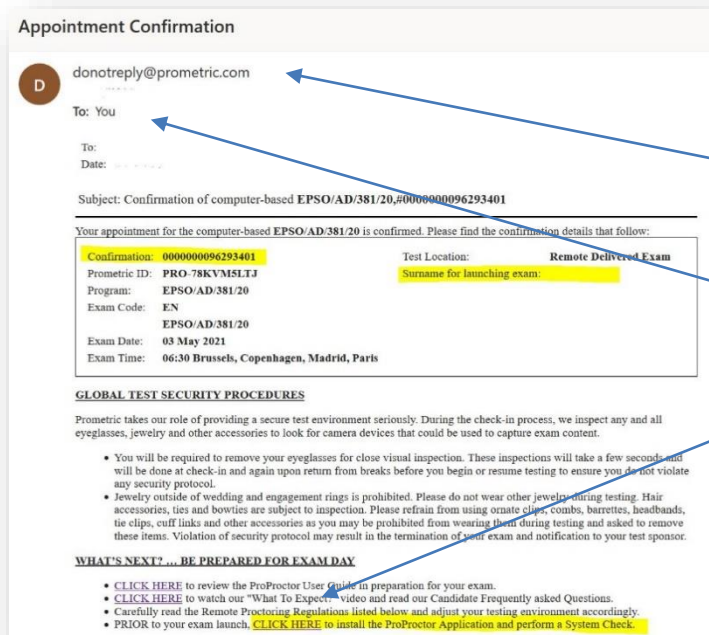 Appointment Confirmation
D
donotreply@prometric.com
To: You
To:
Date:
Subject: Confirmation of computer-based EPSO/AD/381/20,#0000000096293401
Your appointment for the computer-based EPSO/AD/381/20 is confirmed. Please find the confirmation details that follow:
Confirmation: 0000000096293401 Test Location: Remote Delivered Exam
Prometric ID: PRO-78KVM5LTJ Surname for launching exam:
Program: EPSO/AD/381/20
Exam Code: EN
EPSO/AD/381/20
Exam Date: 03 May 2021
Exam Time: 06:30 Brussels, Copenhagen, Madrid, Paris
GLOBAL TEST SECURITY PROCEDURES
Prometric takes our role of providing a secure test environment seriously. During the check-in process, we inspect any and all
eyeglasses, jewelry and other accessories to look for camera devices that could be used to capture exam content.
• You will be required to remove your eyeglasses for close visual inspection. These inspections will take a few seconds and
will be done at check-in and again upon return from breaks before you begin or resume testing to ensure you do not violate
any security protocol.
• Jewelry outside of wedding and engagement rings is prohibited. Please do not wear other jewelry during testing. Hair
accessories, ties and bowties are subject to inspection. Please refrain from using ornate clips, combs, barrettes, headbands,
tie clips, cuff links and other accessories as you may be prohibited from wearing them during testing and asked to remove
these items. Violation of security protocol may result in the termination of your exam and notification to your test sponsor.
WHAT'S NEXT? ... BE PREPARED FOR EXAM DAY
• CLICK HERE to review the ProProctor User Guide in preparation for your exam.
• CLICK HERE to watch our "What To Expect?" video and read our Candidate Frequently asked Questions.
• Carefully read the Remote Proctoring Regulations listed below and adjust your testing environment accordingly.
• PRIOR to your exam launch, CLICK HERE to install the ProProctor Application and perform a System Check.